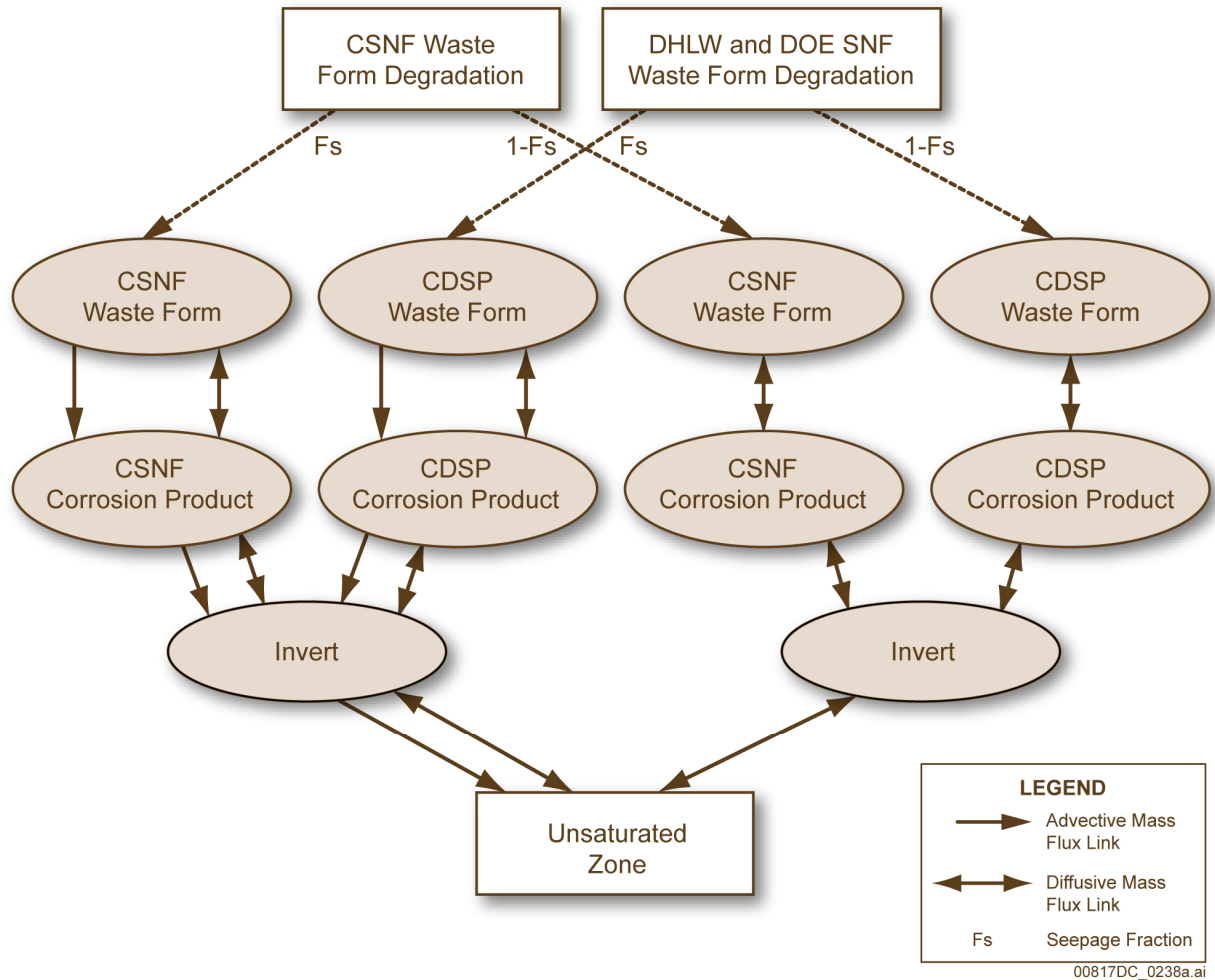 CSNF Waste
Form Degradation
DHLW and DOE SNF
Waste Form Degradation
Fs
1-Fs
Fs
1-Fs
CSNF
Waste Form
CDSP
Waste Form
CSNF
Waste Form
CDSP
Waste Form
CSNF
Corrosion Product
CDSP
Corrosion Product
CSNF
Corrosion Product
CDSP
Corrosion Product
Invert
Invert
Unsaturated
Zone
LEGEND
Advective Mass
Flux Link
Diffusive Mass
Flux Link
Fs Seepage Fraction
00817DC_0238a.ai